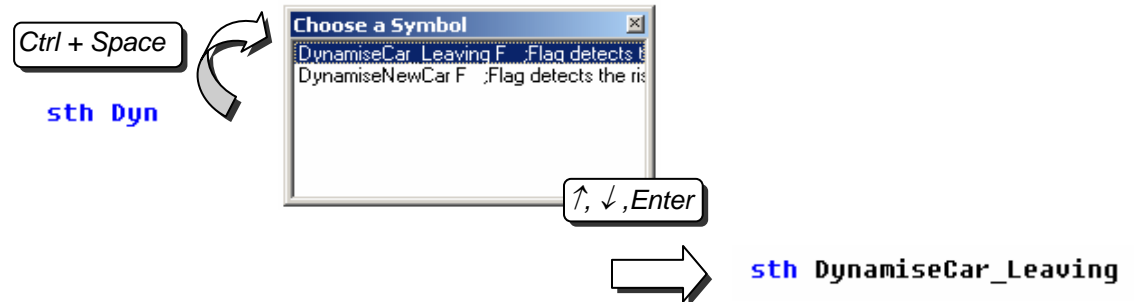 Ctrl + Space
sth Dyn
Choose a Symbol
DynamiseCar_Leaving F ;Flag detects t
DynamiseNewCar F ;Flag detects the ris
↑, ↓ ,Enter
sth DynamiseCar_Leaving